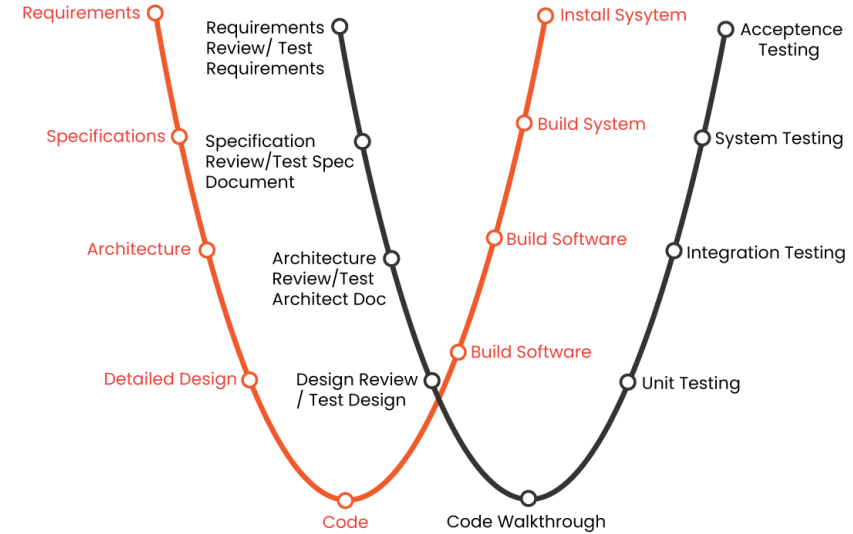 Requirements
Requirements
Review/ Test
Requirements
Install Sysytem
Acceptence
Testing
Specifications
Specification
Review/Test Spec
Document
Build System
System Testing
Architecture
Architecture
Review/Test
Architect Doc
Build Software
Integration Testing
Detailed Design
Design Review
/ Test Design
Build Software
Unit Testing
Code
Code Walkthrough